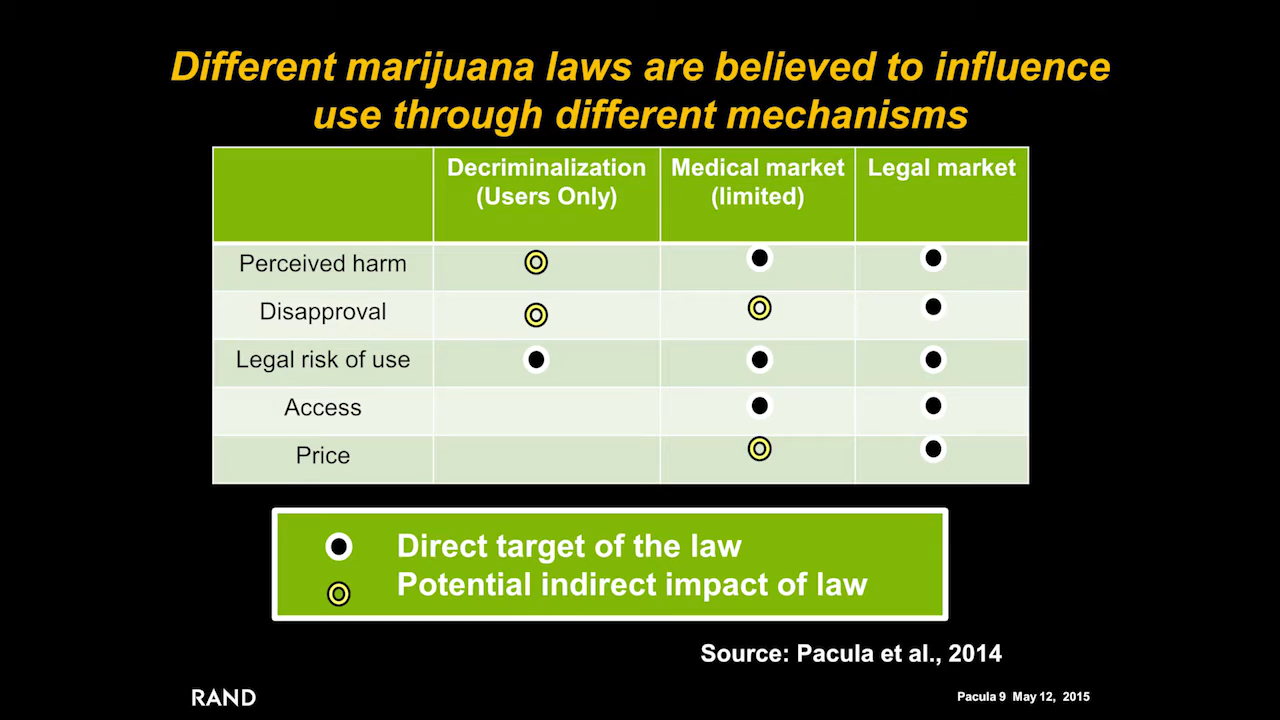 Different marijuana laws are believed to influence
use through different mechanisms
Decriminalization
(Users Only)
Medical market
(limited)
Legal market
Perceived harm
Disapproval
Legal risk of use
Access
Price
Direct target of the law
Potential indirect impact of law
Source: Pacula et al., 2014
RAND
Pacula 9 May 12, 2015